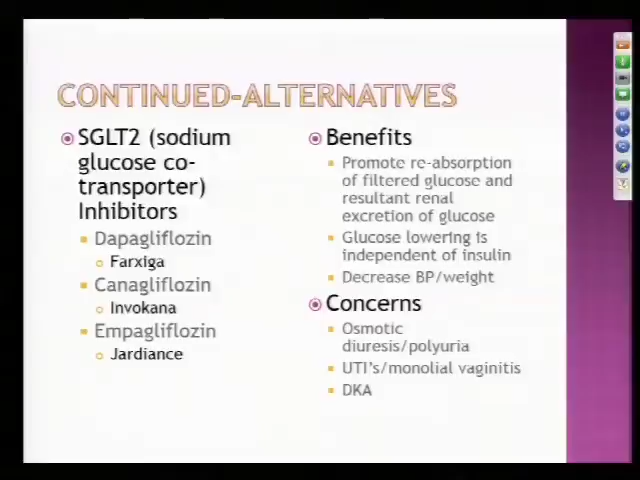 CONTINUED-ALTERNATIVES
SGLT2 (sodium
glucose co-
transporter)
Inhibitors
Dapagliflozin
Farxiga
Canagliflozin
Invokana
Empagliflozin
Jardiance
Benefits
Promote re-absorption
of filtered glucose and
resultant renal
excretion of glucose
Glucose lowering is
independent of insulin
Decrease BP/weight
Concerns
Osmotic
diuresis/polyuria
UTI's/monolial vaginitis
DKA